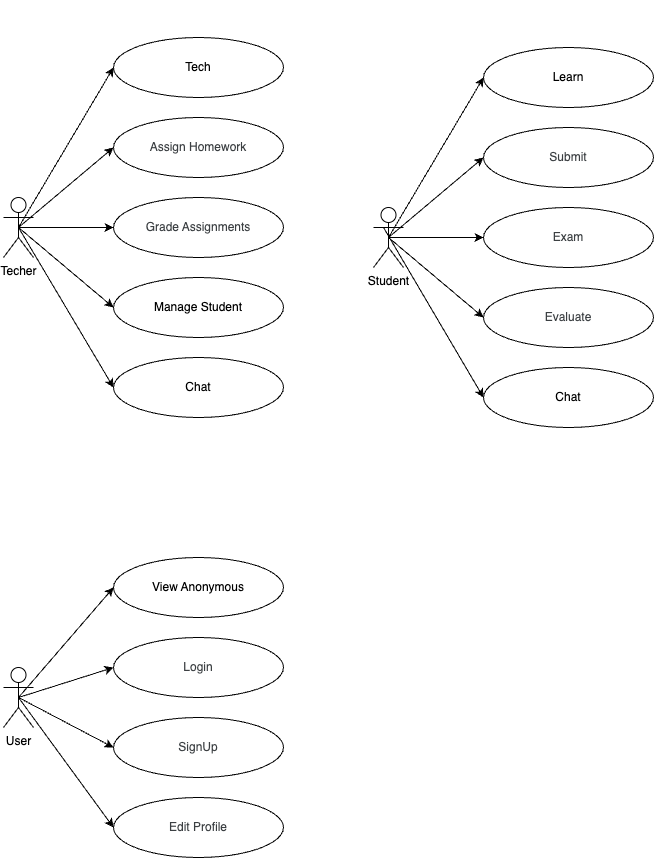 Tech
Assign Homework
Grade Assignments
Techer
Manage Student
Chat
Learn
Submit
Exam
Student
Evaluate
Chat
View Anonymous
Login
User
SignUp
Edit Profile